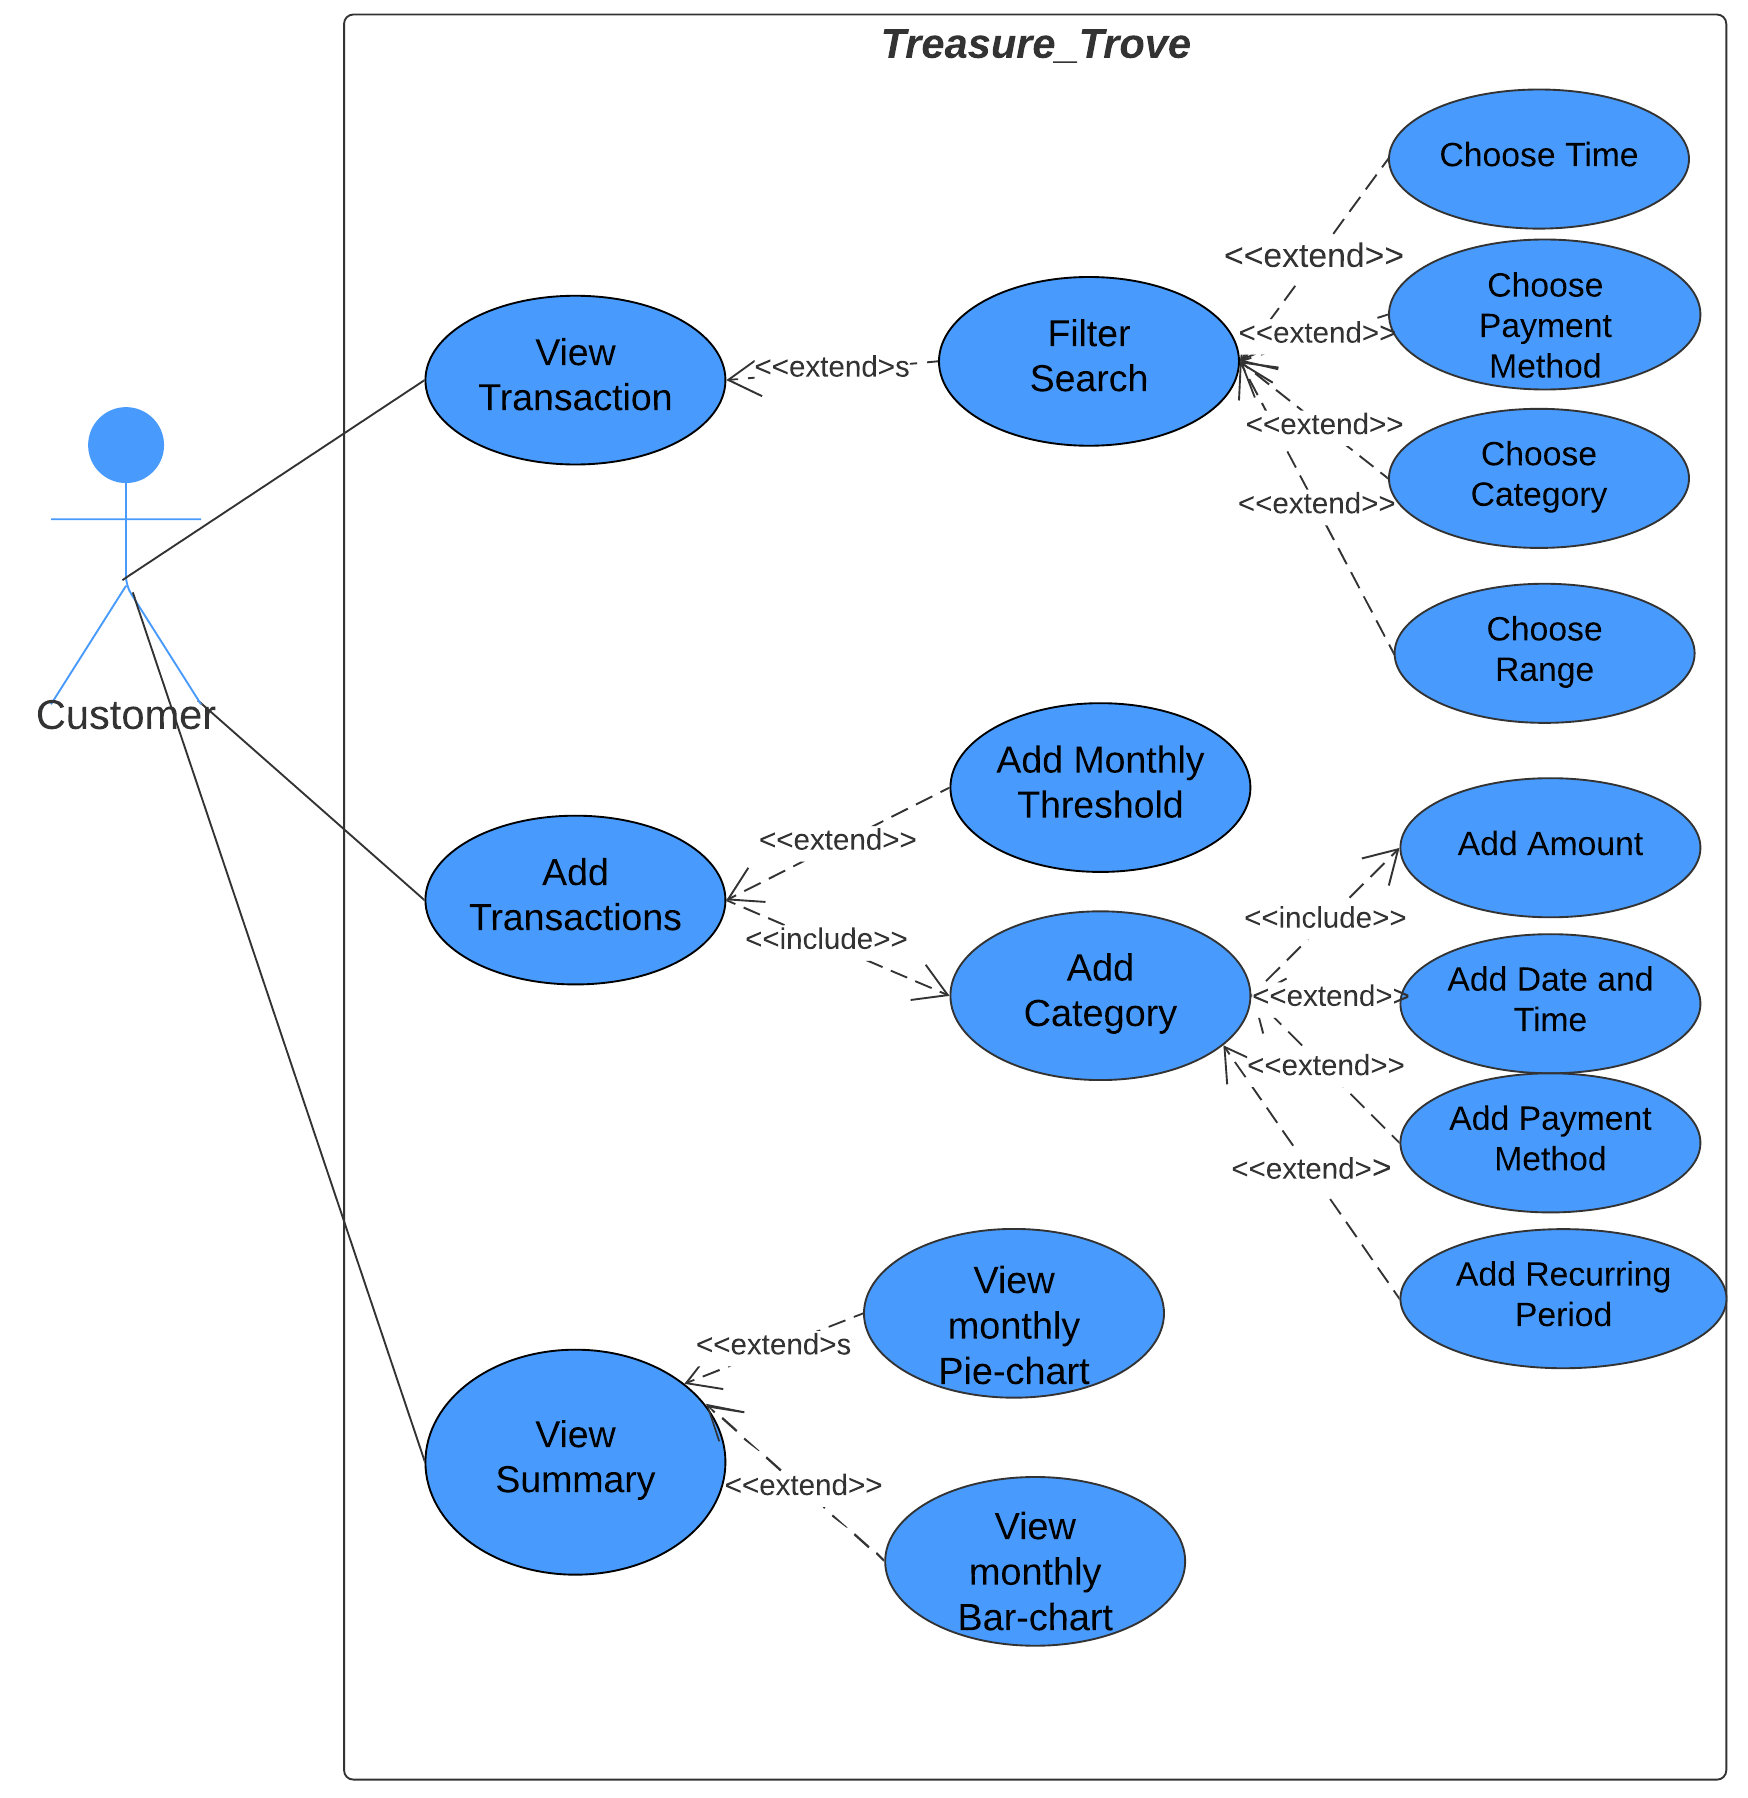 Treasure_Trove
Choose Time
<<extend>>
Choose
Payment
Method
<<extend>>
Filter
Search
View
Transaction
<<extend>s
<<extend>>
Choose
Category
<<extend>>
Choose
Range
Customer
Add Monthly
Threshold
<<extend>>
Add Amount
Add
Transactions
<<include>>
<<include>>
Add
Category
<<extend>>
Add Date and
Time
<<extend>>
Add Payment
Method
<<extend>>
Add Recurring
Period
View
monthly
Pie-chart
<<extend>s
View
Summary
<<extend>>
View
monthly
Bar-chart